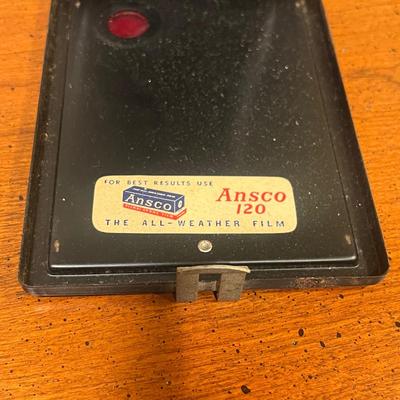 FOR BEST RESULTS USE
Ansco
Ansco
120
THE ALL-WEATHER FILM